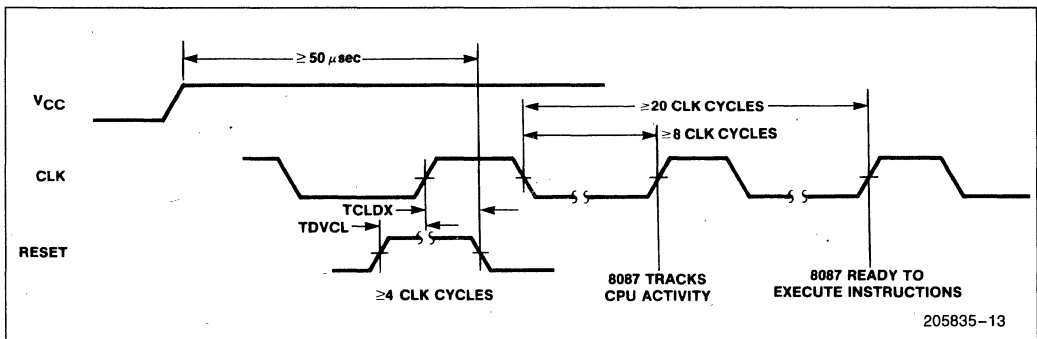 ≥ 50 μsec
VCC
≥20 CLK CYCLES
≥8 CLK CYCLES
CLK
TCLDX
TDVCL
RESET
≥4 CLK CYCLES
8087 TRACKS
CPU ACTIVITY
8087 READY TO
EXECUTE INSTRUCTIONS
205835–13